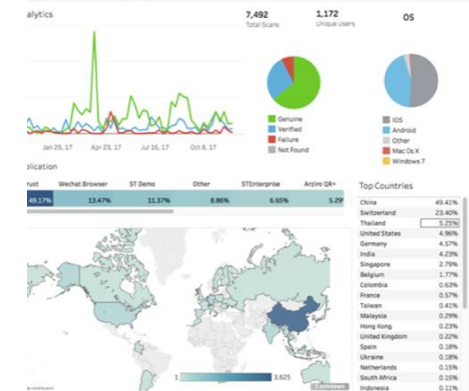 alytics
7,492
Total Scans
1,172
Unique Users
OS
Jan 29, 17 Apr 23, 17 Jul 16, 17 Oct 8, 17
Genuine
Verified
Failure
Not Found
IOS
Android
Other
Mac Os X
Windows 7
plication
rust Wechat Browser ST Demo Other STEnterprise Arziro QR+
49.17% 13.47% 11.37% 8.86% 6.65% 5.29
Top Countries
China 49.41%
Switzerland 23.40%
Thailand 5.25%
United States 4.96%
Germany 4.57%
India 4.23%
Singapore 2.79%
Belgium 1.77%
Colombia 0.63%
France 0.57%
Taiwan 0.41%
Malaysia 0.29%
Hong Kong 0.23%
United Kingdom 0.22%
Spain 0.18%
Ukraine 0.18%
Netherlands 0.15%
South Africa 0.15%
Indonesia 0.11%
1 3,625
1 unknown